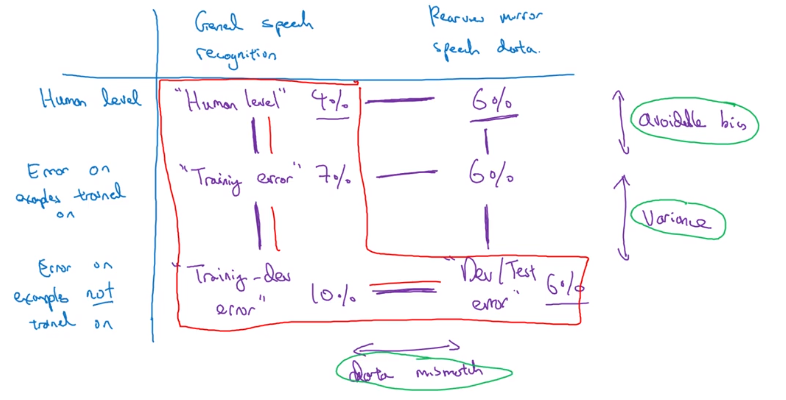 General speech recognition
Rearview mirror speech data.
Human level
"Human level" 4%
6%
avoidable bias
Error on examples trained on
"Training error" 7%
6%
Variance
Error on examples not trained on
"Training-dev error" 10%
"Dev/Test error" 6%
data mismatch